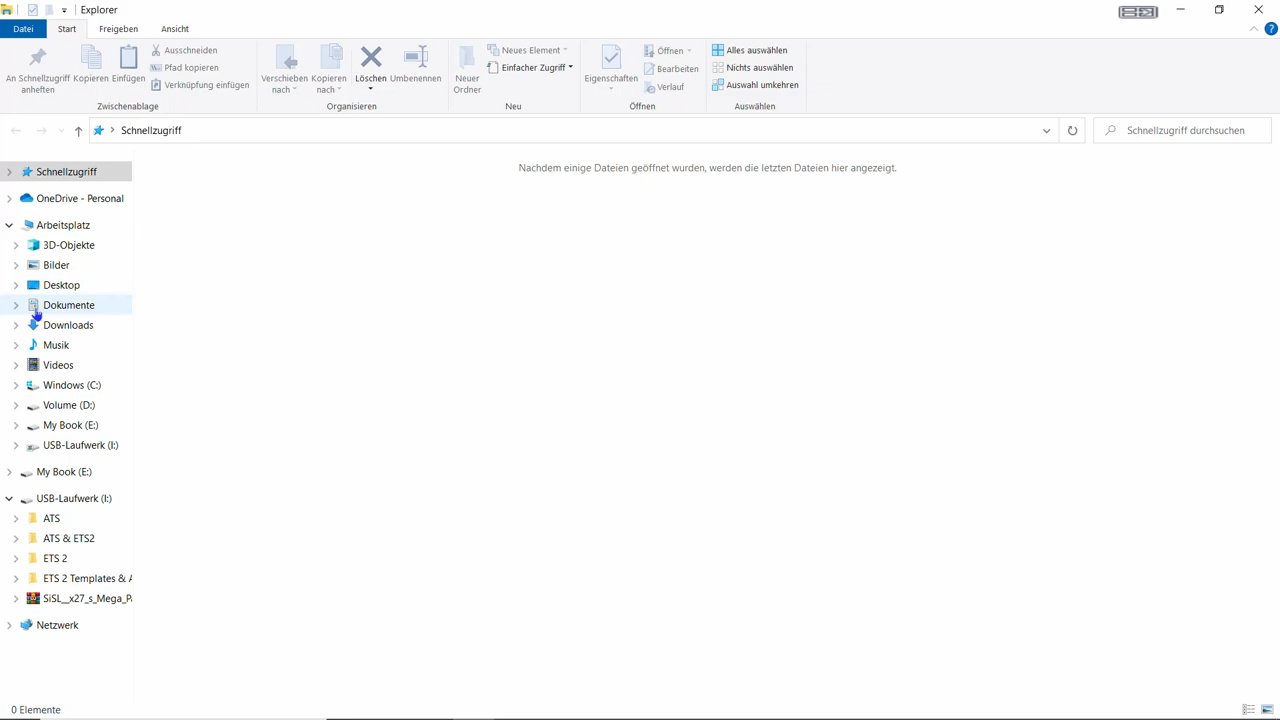 Explorer
Datei Start Freigeben Ansicht
An Schnellzugriff anheften
Kopieren
Einfügen
Ausschneiden
Pfad kopieren
Verknüpfung einfügen
Zwischenablage
Verschieben nach
Kopieren nach
Löschen
Umbenennen
Organisieren
Neuer Ordner
Neues Element
Einfacher Zugriff
Neu
Eigenschaften
Öffnen
Bearbeiten
Verlauf
Öffnen
Alles auswählen
Nichts auswählen
Auswahl umkehren
Auswählen
Schnellzugriff
Schnellzugriff durchsuchen
Schnellzugriff
OneDrive - Personal
Arbeitsplatz
3D-Objekte
Bilder
Desktop
Dokumente
Downloads
Musik
Videos
Windows (C:)
Volume (D:)
My Book (E:)
USB-Laufwerk (I:)
My Book (E:)
USB-Laufwerk (I:)
ATS
ATS & ETS2
ETS 2
ETS 2 Templates & A
SiSL__x27_s_Mega_Pa
Netzwerk
Nachdem einige Dateien geöffnet wurden, werden die letzten Dateien hier angezeigt.
0 Elemente